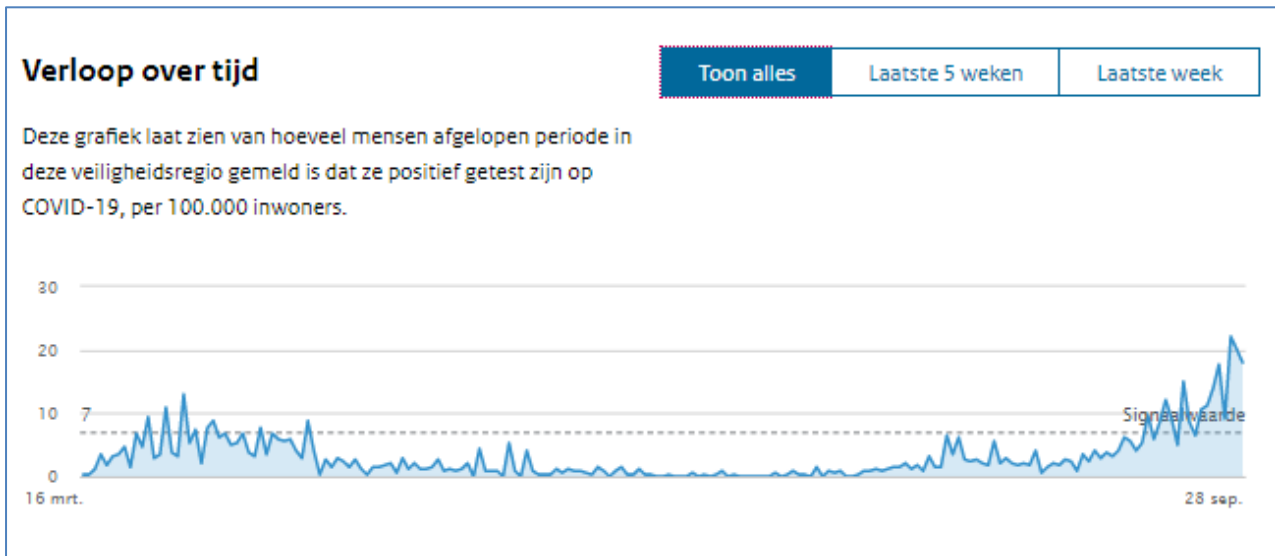 Verloop over tijd
Toon alles
Laatste 5 weken
Laatste week
Deze grafiek laat zien van hoeveel mensen afgelopen periode in
deze veiligheidsregio gemeld is dat ze positief getest zijn op
COVID-19, per 100.000 inwoners.
30
20
10
7
Signaalwaarde
0
16 mrt.
28 sep.